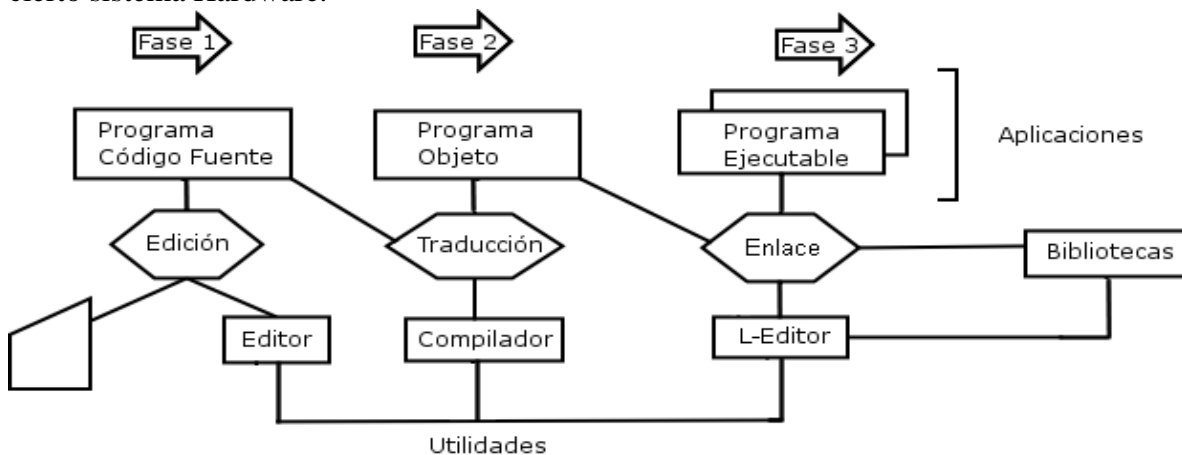 cierto sistema Hardware.
Fase 1
Fase 2
Fase 3
Programa
Código Fuente
Programa
Objeto
Programa
Ejecutable
Aplicaciones
Edición
Traducción
Enlace
Bibliotecas
Editor
Compilador
L-Editor
Utilidades